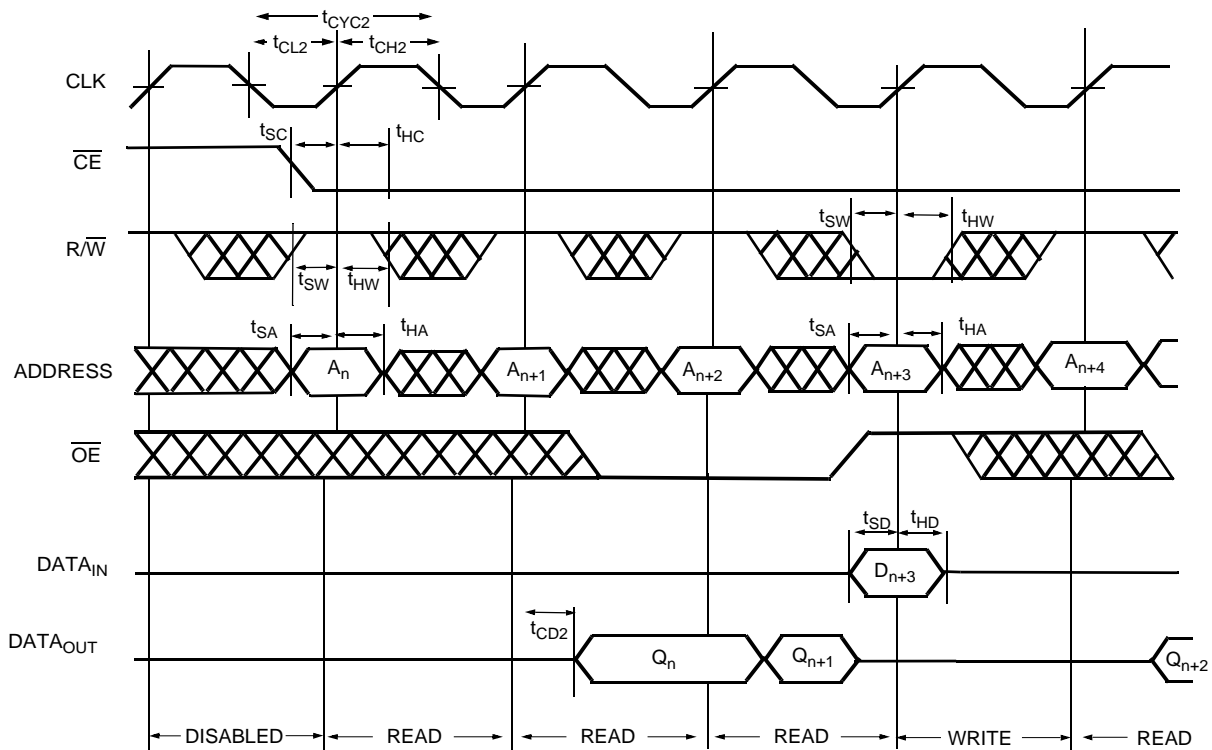 tCYC2
tCL2 tCH2
CLK
tSC tHC
CE
tSW tHW
R/W
tSW tHW
tSA tHA tSA tHA
ADDRESS An An+1 An+2 An+3 An+4
OE
tSD tHD
DATAIN Dn+3
tCD2
DATAOUT Qn Qn+1 Qn+2
DISABLED READ READ READ WRITE READ